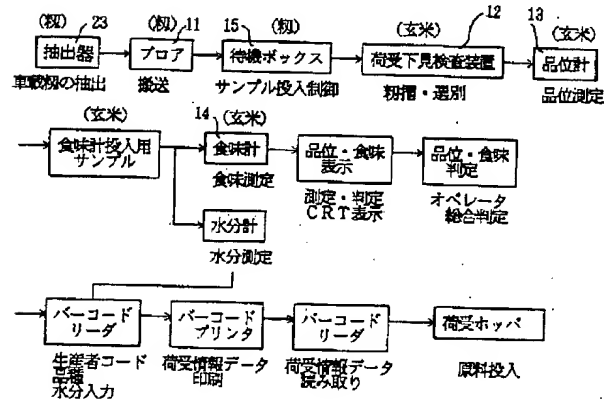 (籾) 23
抽出器
車載籾の抽出
(籾) 11
ブロア
搬送
15 (籾)
待機ボックス
サンプル投入制御
(玄米) 12
荷受下見検査装置
籾摺・選別
13 (玄米)
品位計
品位測定
(玄米)
食味計投入用
サンプル
14 (玄米)
食味計
食味測定
品位・食味
表示
測定・判定
CRT表示
品位・食味
判定
オペレータ
総合判定
水分計
水分測定
バーコード
リーダ
生産者コード
品種
水分入力
バーコード
プリンタ
荷受情報データ
印刷
バーコード
リーダ
荷受情報データ
読み取り
荷受ホッパ
原料投入